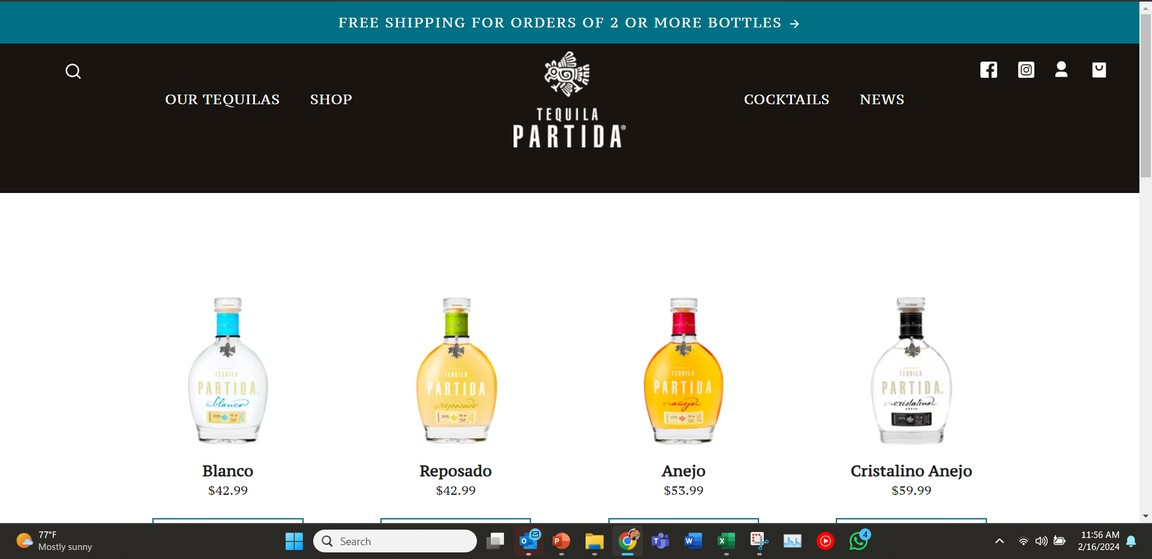 FREE SHIPPING FOR ORDERS OF 2 OR MORE BOTTLES →
OUR TEQUILAS
SHOP
TEQUILA
PARTIDA®
COCKTAILS
NEWS
TEQUILA
PARTIDA
blanco
TEQUILA
PARTIDA
reposado
TEQUILA
PARTIDA
añejo
TEQUILA
PARTIDA
cristalino
AÑEJO
Blanco
$42.99
Reposado
$42.99
Anejo
$53.99
Cristalino Anejo
$59.99
77°F
Mostly sunny
Search
4
11:56 AM
2/16/2024